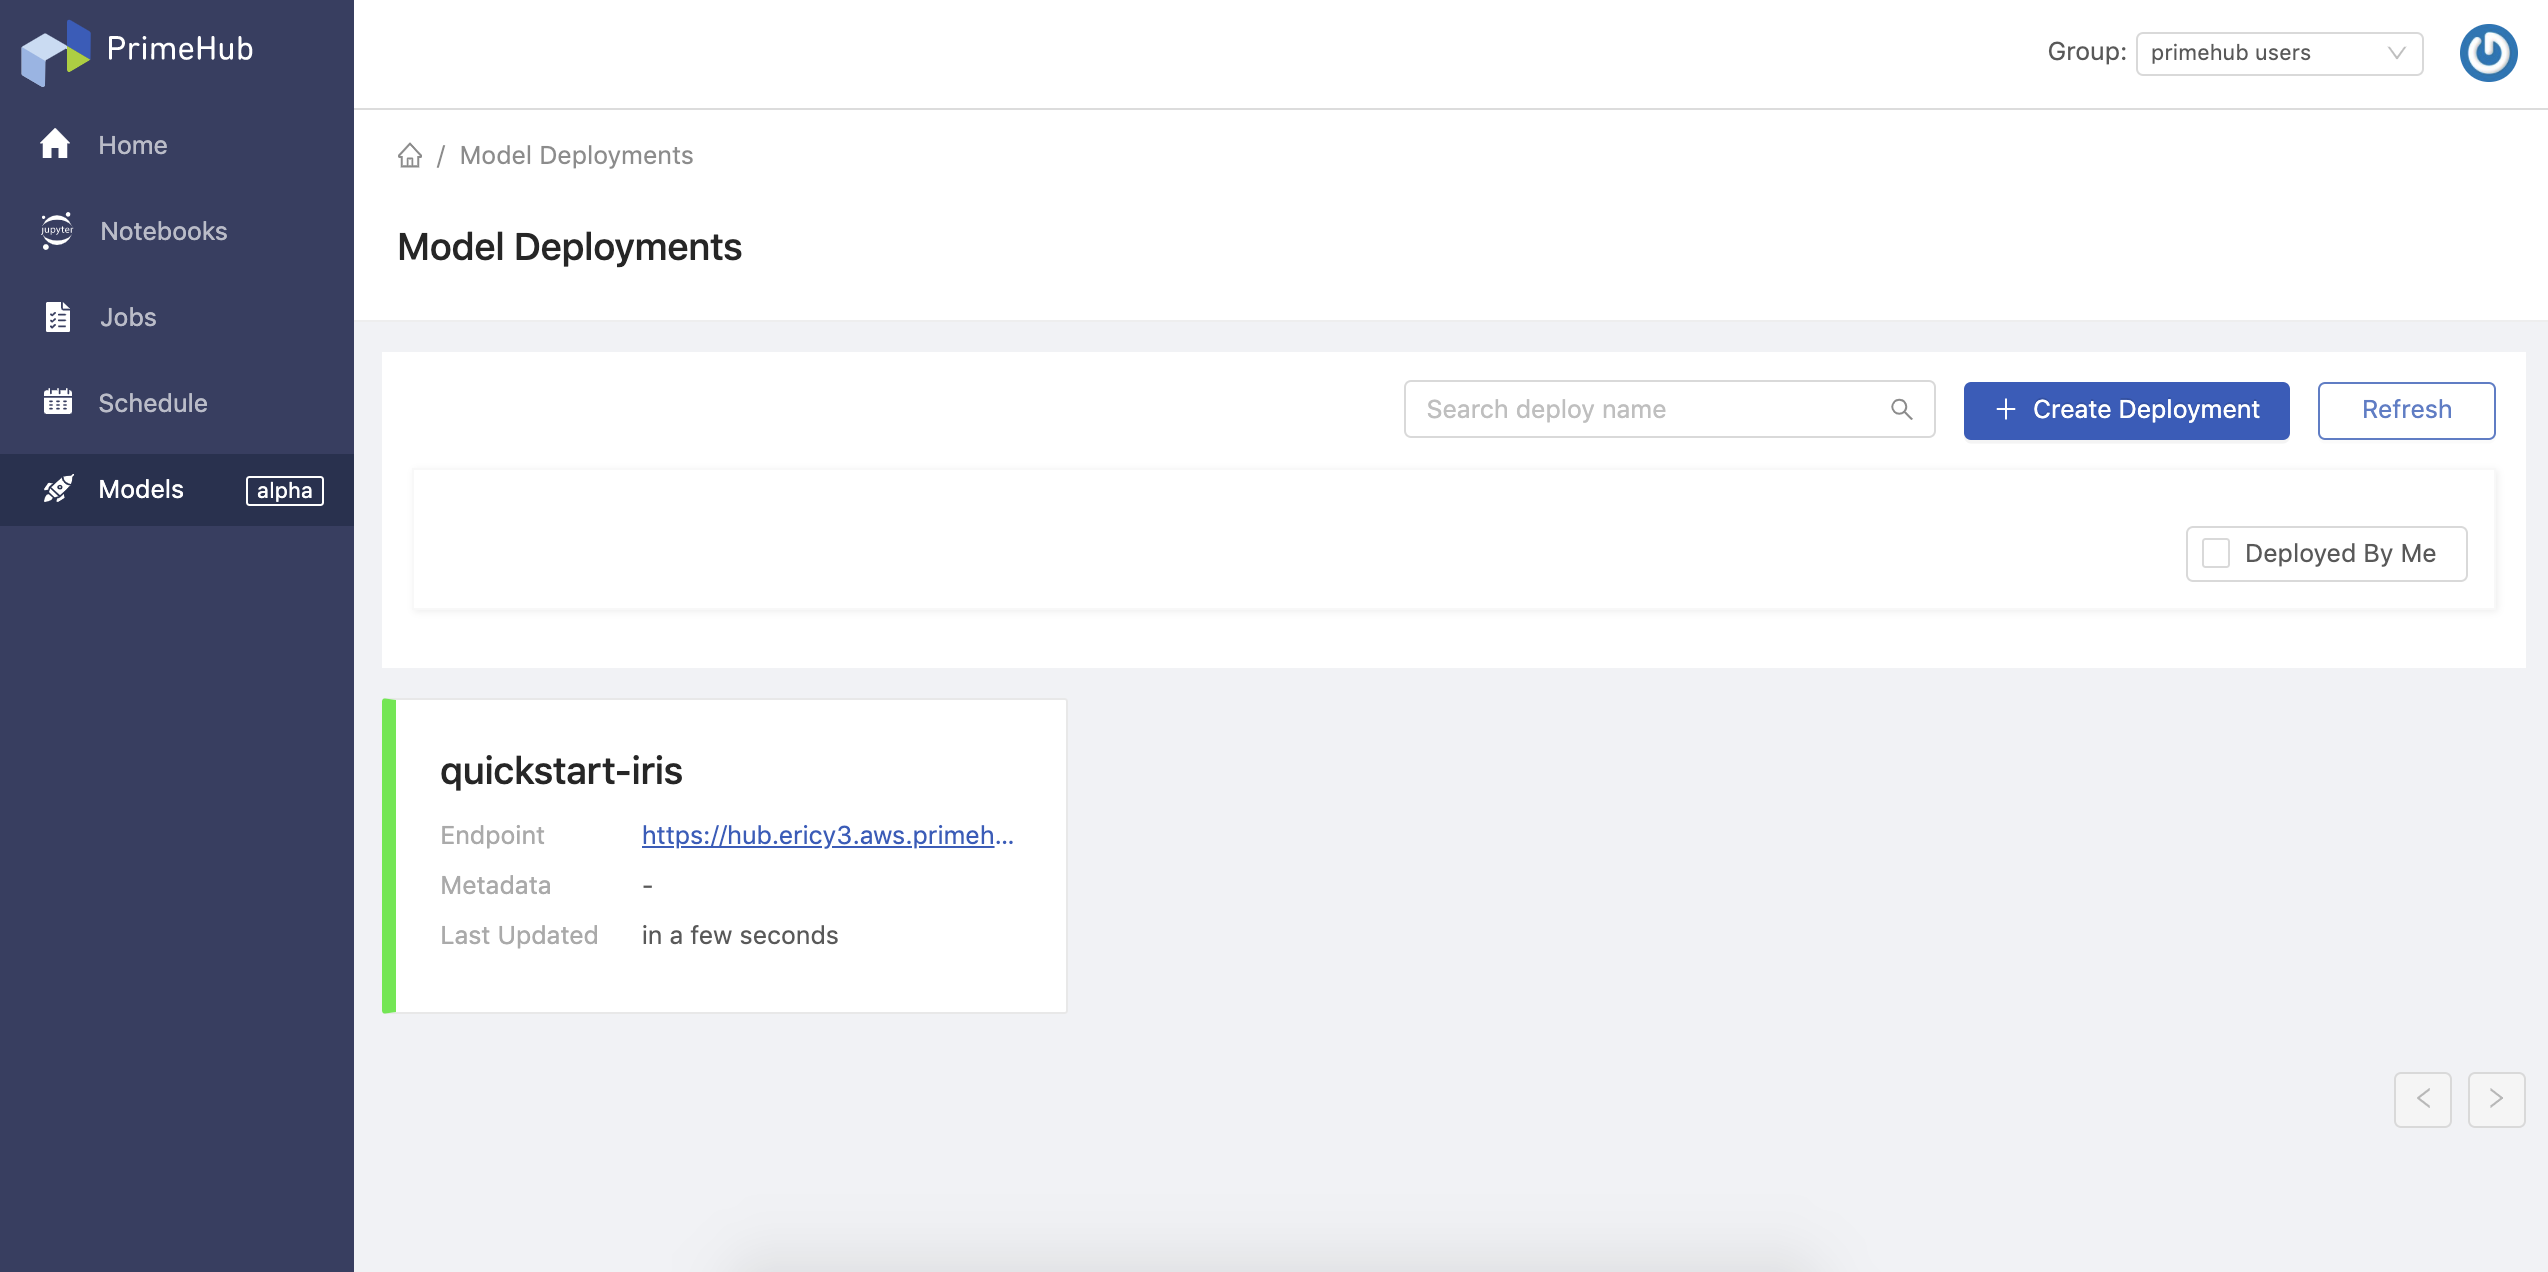 PrimeHub
Group: primehub users
Home
jupyter Notebooks
Jobs
Schedule
Models alpha
/ Model Deployments
Model Deployments
Search deploy name
+ Create Deployment
Refresh
Deployed By Me
quickstart-iris
Endpoint https://hub.ericy3.aws.primeh...
Metadata -
Last Updated in a few seconds